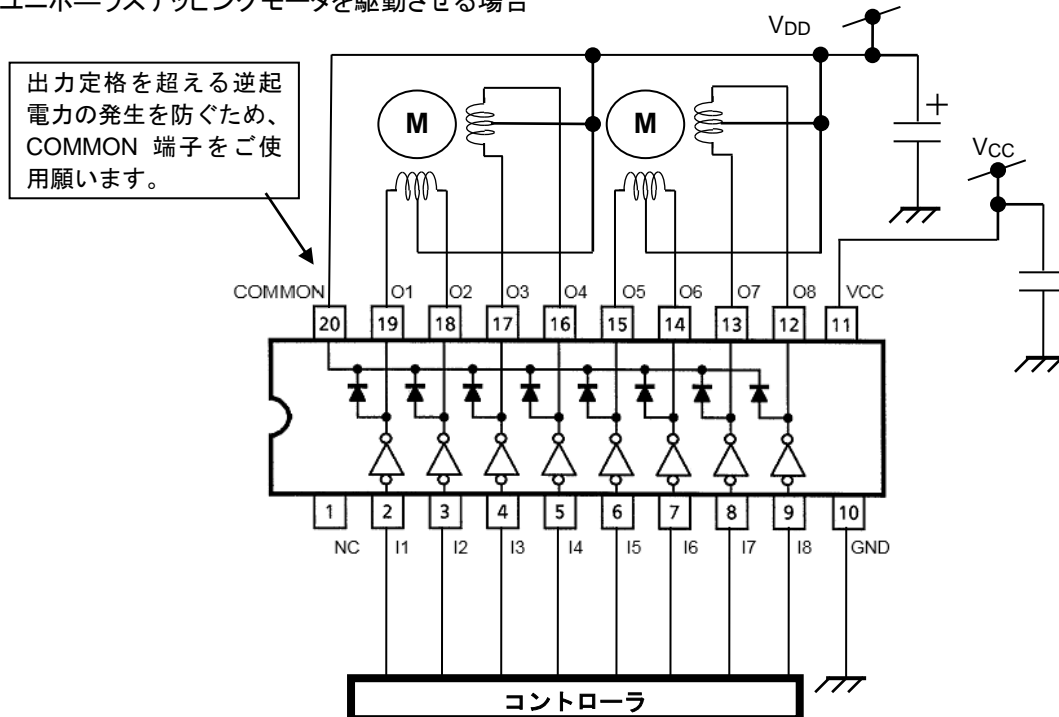 ユニポーラステッピングモータを駆動させる場合
VDD
出力定格を超える逆起
電力の発生を防ぐため、
COMMON 端子をご使
用願います。
M
M
+
VCC
COMMON
O1
O2
O3
O4
O5
O6
O7
O8
VCC
20
19
18
17
16
15
14
13
12
11
1
2
3
4
5
6
7
8
9
10
NC
I1
I2
I3
I4
I5
I6
I7
I8
GND
コントローラ